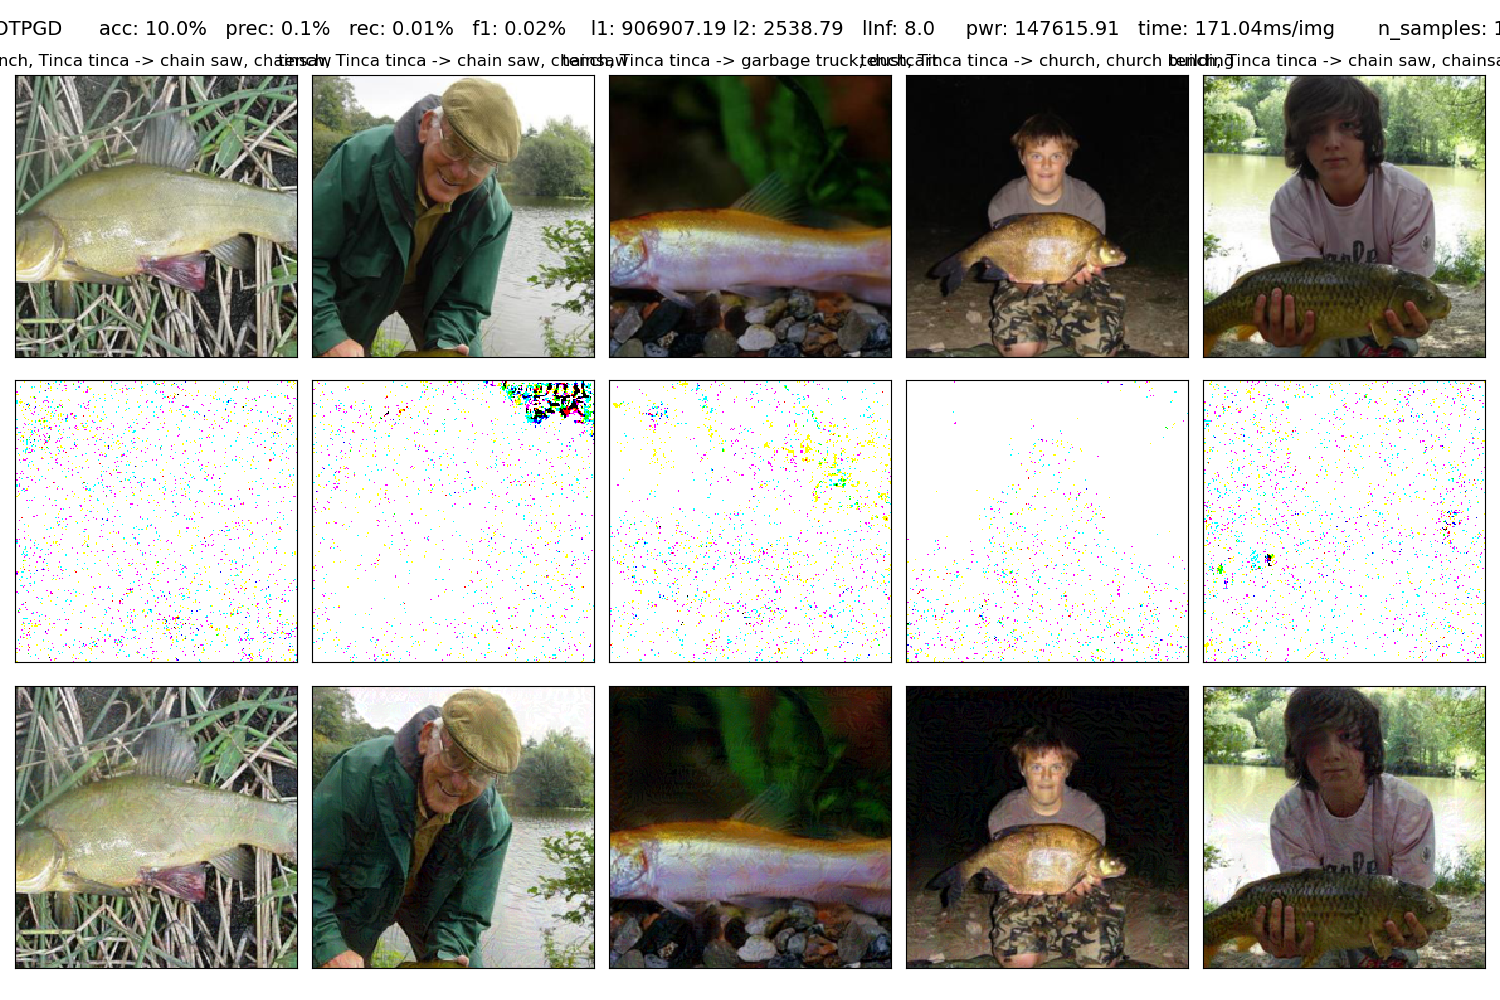 OTPGD acc: 10.0% prec: 0.1% rec: 0.01% f1: 0.02% l1: 906907.19 l2: 2538.79 lInf: 8.0 pwr: 147615.91 time: 171.04ms/img n_samples: 1
nch, Tinca tinca -> chain saw, chainsaw
tench, Tinca tinca -> chain saw, chainsaw
tench, Tinca tinca -> garbage truck, dustcart
tench, Tinca tinca -> church, church building
tench, Tinca tinca -> chain saw, chainsa